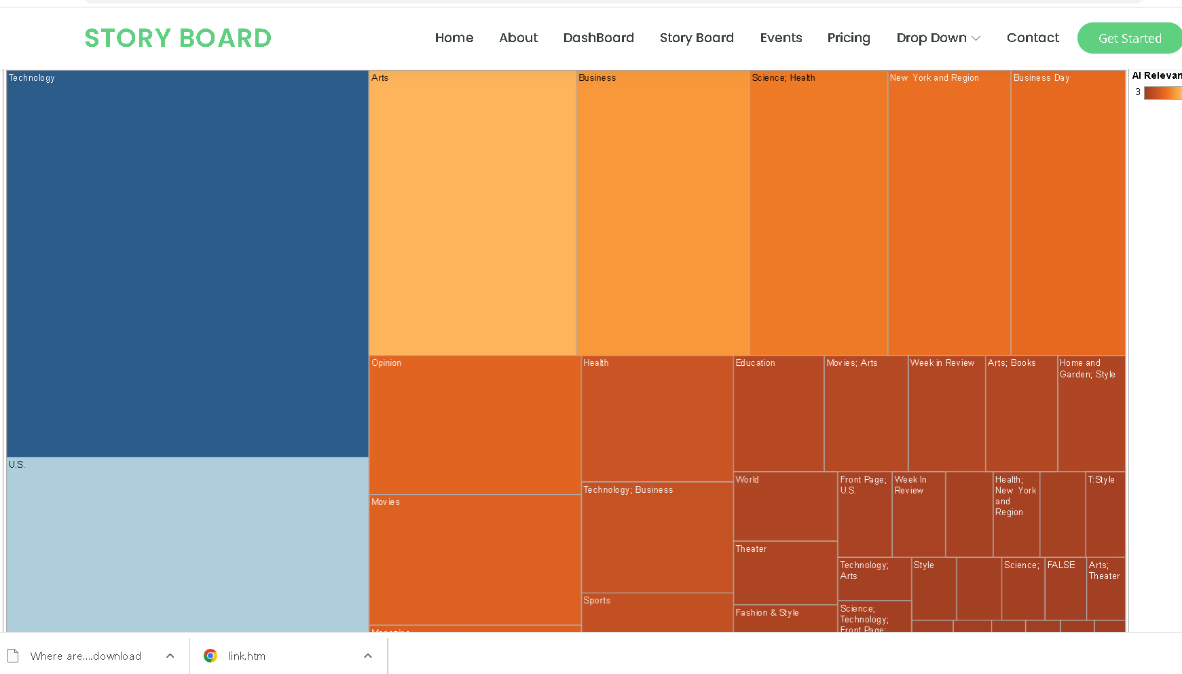 STORY BOARD
Home About DashBoard Story Board Events Pricing Drop Down Contact Get Started
Technology
Arts
Business
Science; Health
New York and Region
Business Day
AI Relevan
3
Opinion
Health
Education
Movies; Arts
Week in Review
Arts; Books
Home and
Garden; Style
U.S.
Movies
Technology; Business
World
Front Page;
U.S.
Week In
Review
Health;
New York
and
Region
T:Style
Theater
Technology;
Arts
Style
Science;
FALSE
Arts;
Theater
Sports
Fashion & Style
Science;
Technology;
Front Page;
Where are....download
link.htm